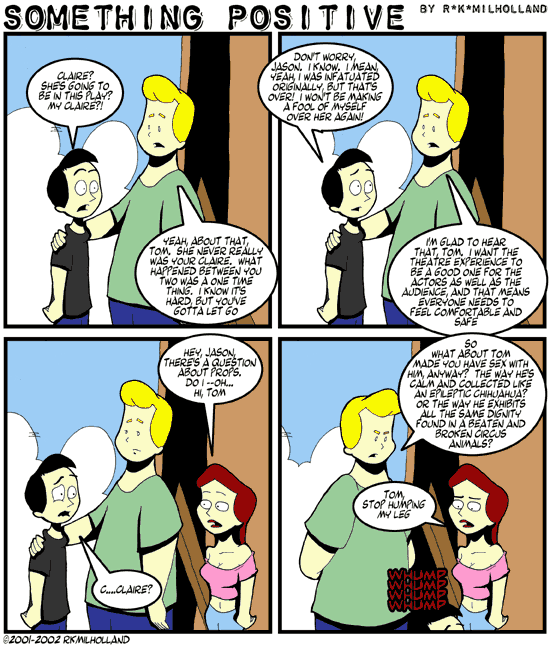 SOMETHING POSITIVE BY R*K*MILHOLLAND
CLAIRE?
SHE'S GOING TO
BE IN THIS PLAY?
MY CLAIRE?!
YEAH, ABOUT THAT,
TOM. SHE NEVER REALLY
WAS YOUR CLAIRE. WHAT
HAPPENED BETWEEN YOU
TWO WAS A ONE TIME
THING. I KNOW IT'S
HARD, BUT YOU'VE
GOTTA LET GO
DON'T WORRY,
JASON. I KNOW. I MEAN,
YEAH, I WAS INFATUATED
ORIGINALLY, BUT THAT'S
OVER! I WON'T BE MAKING
A FOOL OF MYSELF
OVER HER AGAIN!
I'M GLAD TO HEAR
THAT, TOM. I WANT THE
THEATRE EXPERIENCE TO
BE A GOOD ONE FOR THE
ACTORS AS WELL AS THE
AUDIENCE, AND THAT MEANS
EVERYONE NEEDS TO
FEEL COMFORTABLE AND
SAFE
HEY, JASON,
THERE'S A QUESTION
ABOUT PROPS.
DO I --OH...
HI, TOM
C....CLAIRE?
SO
WHAT ABOUT TOM
MADE YOU HAVE SEX WITH
HIM, ANYWAY? THE WAY HE'S
CALM AND COLLECTED LIKE
AN EPILEPTIC CHIHUAHUA?
OR THE WAY HE EXHIBITS
ALL THE SAME DIGNITY
FOUND IN A BEATEN AND
BROKEN CIRCUS
ANIMALS?
TOM,
STOP HUMPING
MY LEG
WHUMP
WHUMP
WHUMP
WHUMP
©2001-2002 RKMILHOLLAND